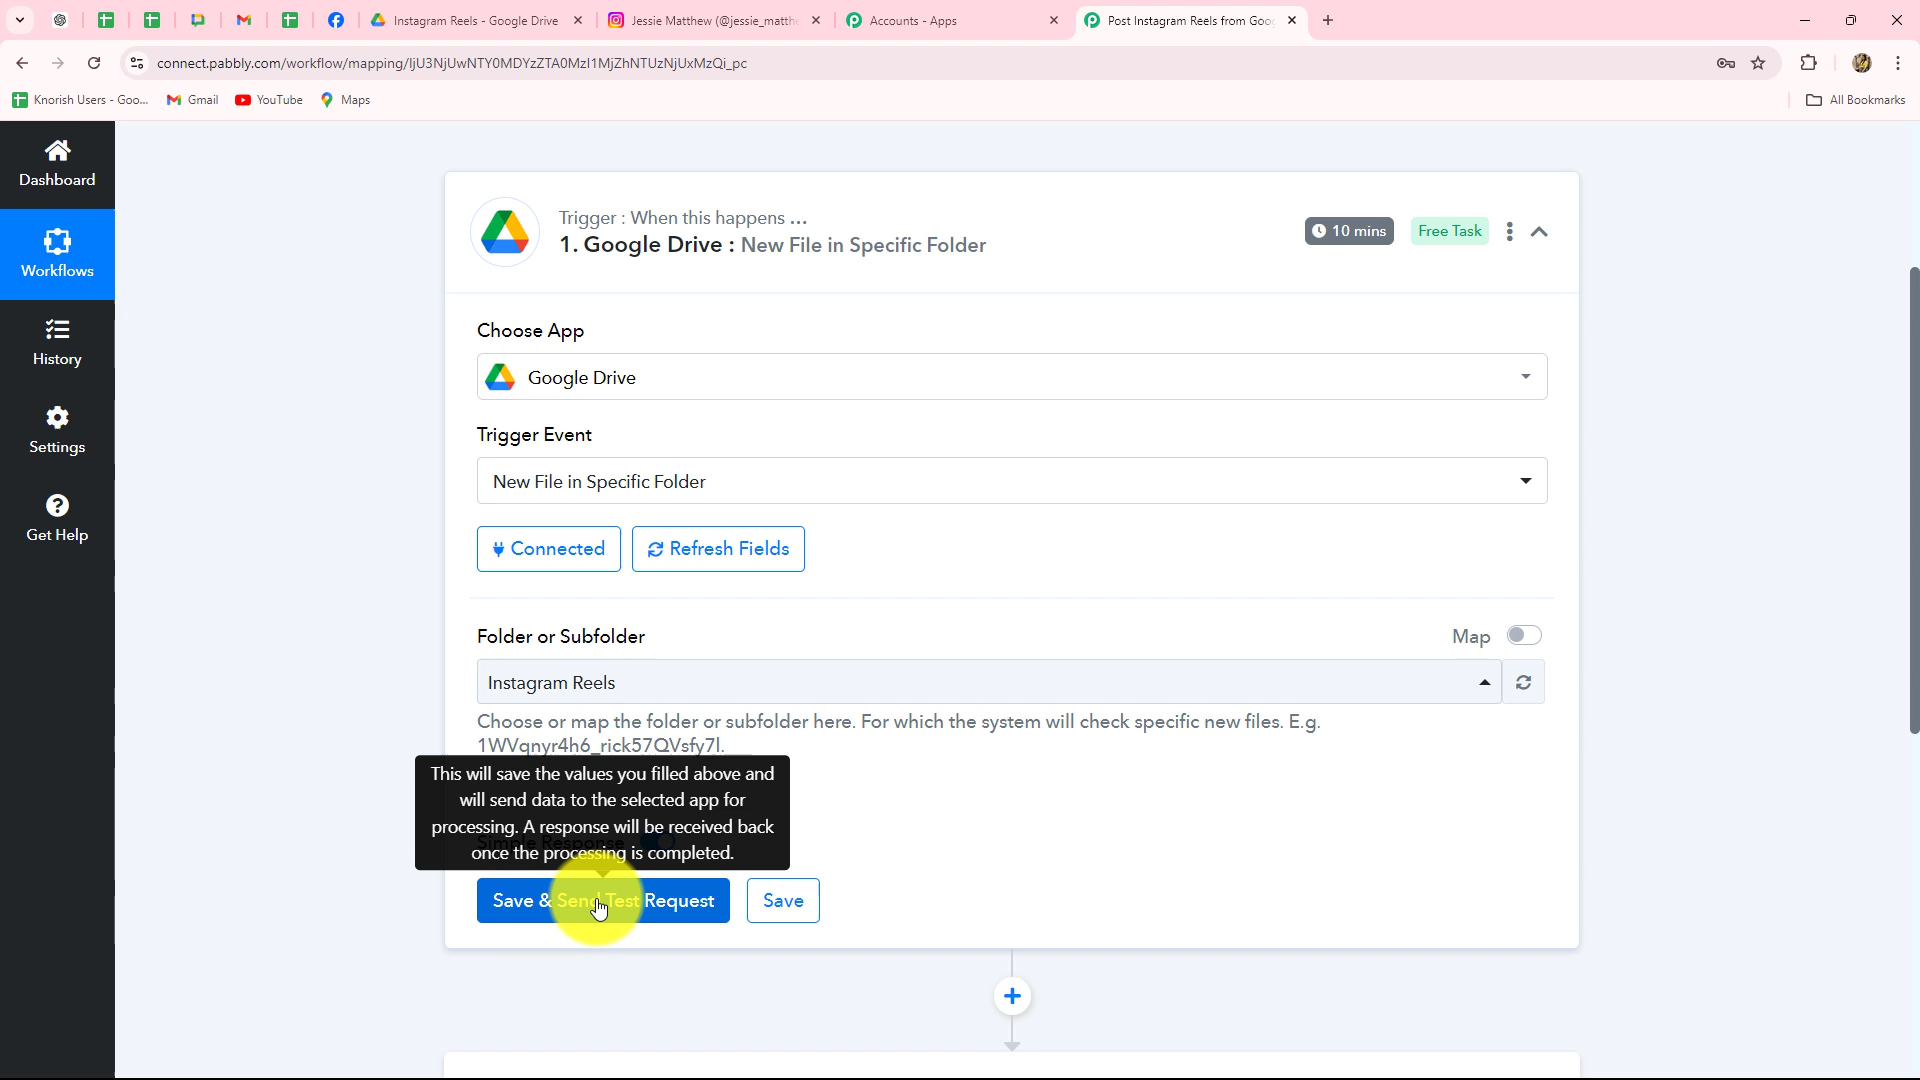 Instagram Reels - Google Drive
Jessie Matthew (@jessie_matth
Accounts - Apps
Post Instagram Reels from Goo
connect.pabbly.com/workflow/mapping/IjU3NjUwNTY0MDYzZTA0MzI1MjZhNTUzNjUxMzQi_pc
Knorish Users - Goo...
Gmail
YouTube
Maps
All Bookmarks
Dashboard
Workflows
History
Settings
Get Help
Trigger : When this happens ...
1. Google Drive : New File in Specific Folder
10 mins
Free Task
Choose App
Google Drive
Trigger Event
New File in Specific Folder
Connected
Refresh Fields
Folder or Subfolder
Map
Instagram Reels
Choose or map the folder or subfolder here. For which the system will check specific new files. E.g.
1WVqnyr4h6_rick57QVsfy7l.
This will save the values you filled above and
will send data to the selected app for
processing. A response will be received back
once the processing is completed.
Simple Response
Save & Send Test Request
Save